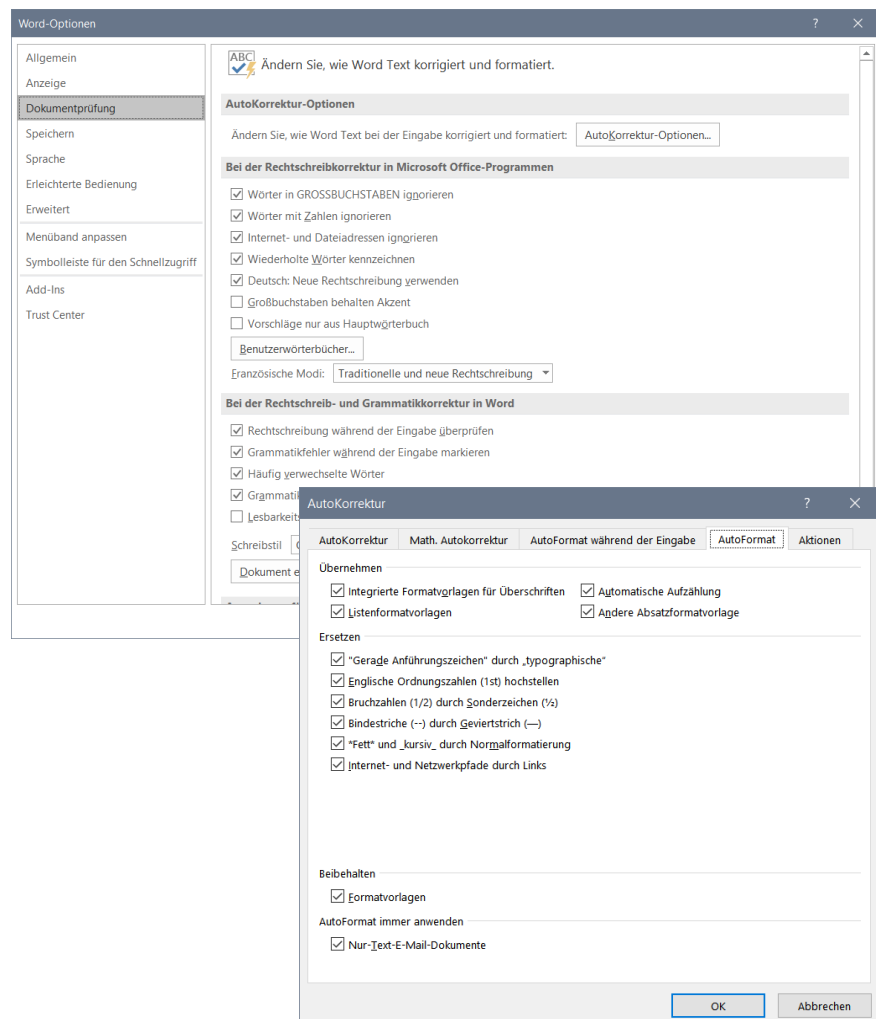 Word-Optionen
?
Allgemein
Anzeige
Dokumentprüfung
Speichern
Sprache
Erleichterte Bedienung
Erweitert
Menüband anpassen
Symbolleiste für den Schnellzugriff
Add-Ins
Trust Center
ABC
Ändern Sie, wie Word Text korrigiert und formatiert.
AutoKorrektur-Optionen
Ändern Sie, wie Word Text bei der Eingabe korrigiert und formatiert: AutoKorrektur-Optionen...
Bei der Rechtschreibkorrektur in Microsoft Office-Programmen
Wörter in GROSSBUCHSTABEN ignorieren
Wörter mit Zahlen ignorieren
Internet- und Dateiadressen ignorieren
Wiederholte Wörter kennzeichnen
Deutsch: Neue Rechtschreibung verwenden
Großbuchstaben behalten Akzent
Vorschläge nur aus Hauptwörterbuch
Benutzerwörterbücher...
Französische Modi: Traditionelle und neue Rechtschreibung
Bei der Rechtschreib- und Grammatikkorrektur in Word
Rechtschreibung während der Eingabe überprüfen
Grammatikfehler während der Eingabe markieren
Häufig verwechselte Wörter
Grammatik
Lesbarkeits
Schreibstil
Dokument e
AutoKorrektur
?
AutoKorrektur Math. Autokorrektur AutoFormat während der Eingabe AutoFormat Aktionen
Übernehmen
Integrierte Formatvorlagen für Überschriften Automatische Aufzählung
Listenformatvorlagen Andere Absatzformatvorlage
Ersetzen
"Gerade Anführungszeichen" durch „typographische“
Englische Ordnungszahlen (1st) hochstellen
Bruchzahlen (1/2) durch Sonderzeichen (½)
Bindestriche (--) durch Geviertstrich (—)
*Fett* und _kursiv_ durch Normalformatierung
Internet- und Netzwerkpfade durch Links
Beibehalten
Formatvorlagen
AutoFormat immer anwenden
Nur-Text-E-Mail-Dokumente
OK Abbrechen